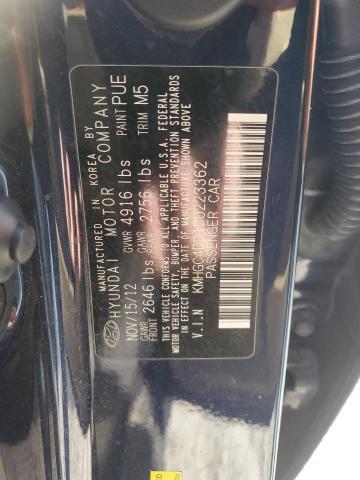 MANUFACTURED IN KOREA BY
HYUNDAI MOTOR COMPANY
NOV/15/12 GVWR 4916 lbs PAINT PUE
GAWR FRONT 2646 lbs GAWR REAR 2756 lbs TRIM M5
THIS VEHICLE CONFORMS TO ALL APPLICABLE U.S.A. FEDERAL
MOTOR VEHICLE SAFETY, BUMPER, AND THEFT PREVENTION STANDARDS
IN EFFECT ON THE DATE OF MANUFACTURE SHOWN ABOVE
V.I.N
PASSENGER CAR